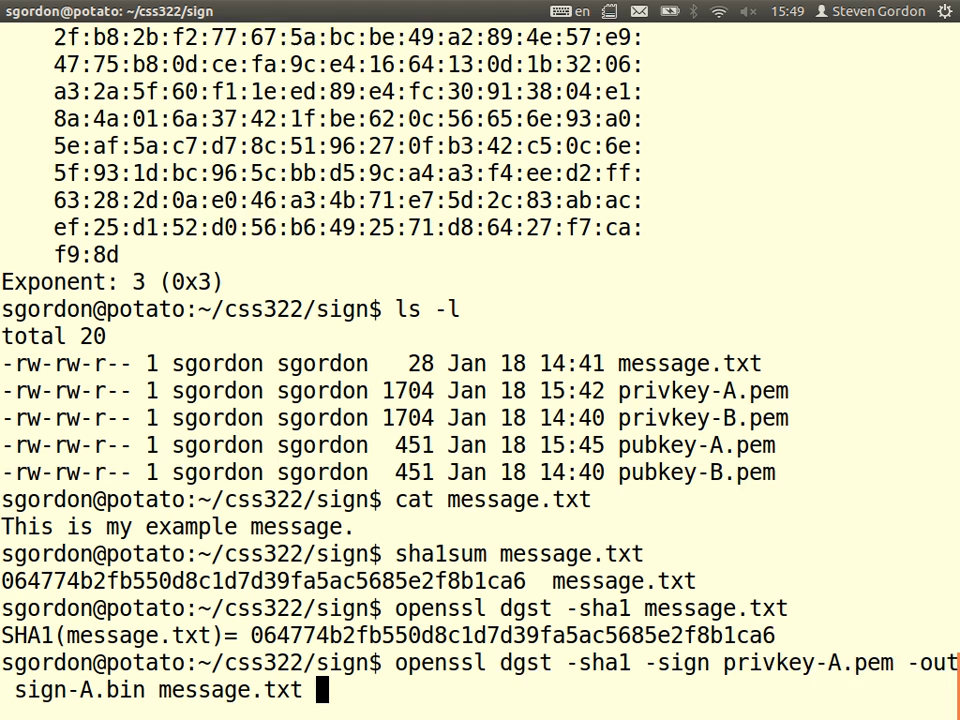 sgordon@potato: ~/css322/sign en 15:49 Steven Gordon
2f:b8:2b:f2:77:67:5a:bc:be:49:a2:89:4e:57:e9:
47:75:b8:0d:ce:fa:9c:e4:16:64:13:0d:1b:32:06:
a3:2a:5f:60:f1:1e:ed:89:e4:fc:30:91:38:04:e1:
8a:4a:01:6a:37:42:1f:be:62:0c:56:65:6e:93:a0:
5e:af:5a:c7:d7:8c:51:96:27:0f:b3:42:c5:0c:6e:
5f:93:1d:bc:96:5c:bb:d5:9c:a4:a3:f4:ee:d2:ff:
63:28:2d:0a:e0:46:a3:4b:71:e7:5d:2c:83:ab:ac:
ef:25:d1:52:d0:56:b6:49:25:71:d8:64:27:f7:ca:
f9:8d
Exponent: 3 (0x3)
sgordon@potato:~/css322/sign$ ls -l
total 20
-rw-rw-r-- 1 sgordon sgordon   28 Jan 18 14:41 message.txt
-rw-rw-r-- 1 sgordon sgordon 1704 Jan 18 15:42 privkey-A.pem
-rw-rw-r-- 1 sgordon sgordon 1704 Jan 18 14:40 privkey-B.pem
-rw-rw-r-- 1 sgordon sgordon  451 Jan 18 15:45 pubkey-A.pem
-rw-rw-r-- 1 sgordon sgordon  451 Jan 18 14:40 pubkey-B.pem
sgordon@potato:~/css322/sign$ cat message.txt
This is my example message.
sgordon@potato:~/css322/sign$ sha1sum message.txt
064774b2fb550d8c1d7d39fa5ac5685e2f8b1ca6  message.txt
sgordon@potato:~/css322/sign$ openssl dgst -sha1 message.txt
SHA1(message.txt)= 064774b2fb550d8c1d7d39fa5ac5685e2f8b1ca6
sgordon@potato:~/css322/sign$ openssl dgst -sha1 -sign privkey-A.pem -out
sign-A.bin message.txt